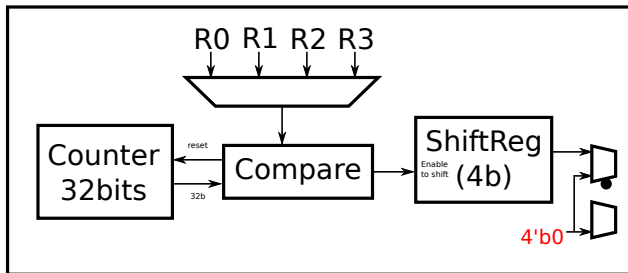 R0 R1 R2 R3
Counter
32bits
reset
32b
Compare
ShiftReg
(4b)
Enable
to shift
4'b0